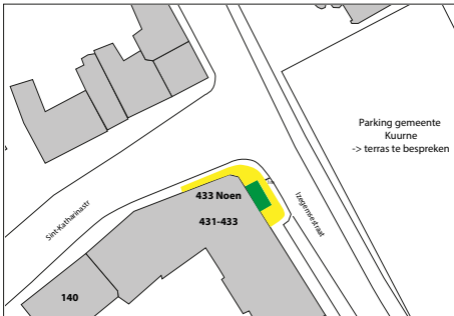 Parking gemeente
Kuurne
-> terras te bespreken
433 Noen
431-433
Sint-Katharinastr
Izegemsestraat
140